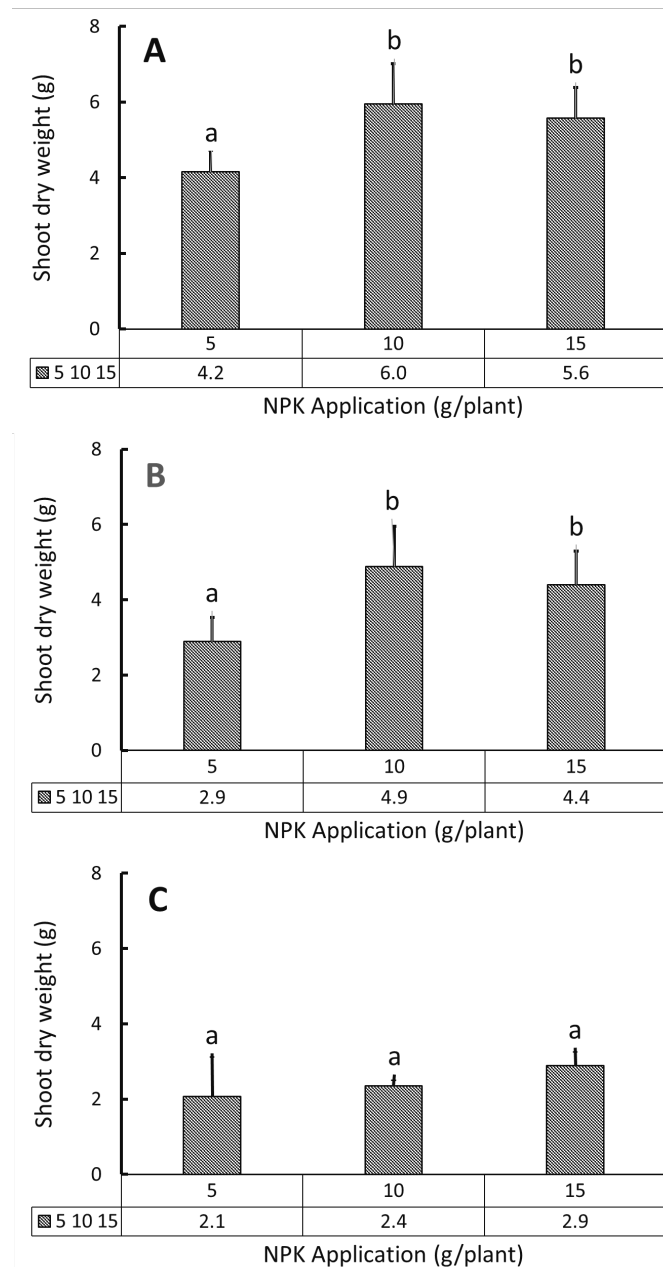 A
Shoot dry weight (g)
8
6
4
2
0
a
b
b
5 10 15
5 10 15 4.2 6.0 5.6
NPK Application (g/plant)
B
Shoot dry weight (g)
8
6
4
2
0
a
b
b
5 10 15
5 10 15 2.9 4.9 4.4
NPK Application (g/plant)
C
Shoot dry weight (g)
8
6
4
2
0
a
a
a
5 10 15
5 10 15 2.1 2.4 2.9
NPK Application (g/plant)